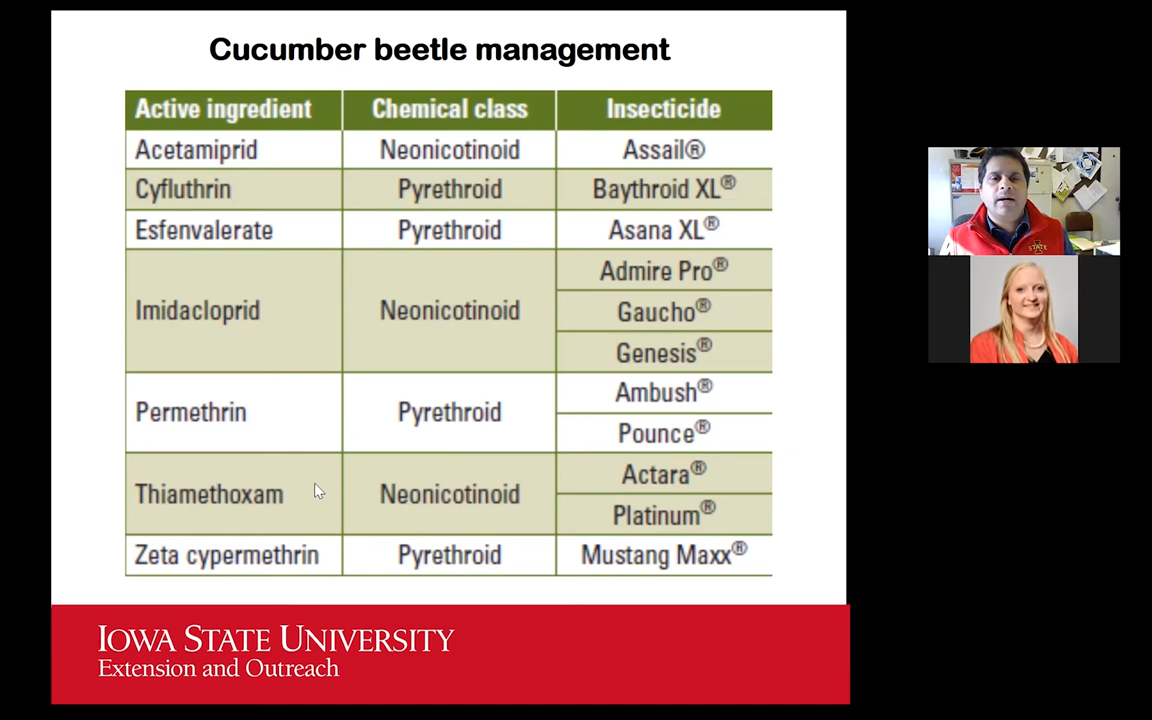 Cucumber beetle management
Active ingredient Chemical class Insecticide
Acetamiprid Neonicotinoid Assail®
Cyfluthrin Pyrethroid Baythroid XL®
Esfenvalerate Pyrethroid Asana XL®
Imidacloprid Neonicotinoid Admire Pro®
Gaucho®
Genesis®
Permethrin Pyrethroid Ambush®
Pounce®
Thiamethoxam Neonicotinoid Actara®
Platinum®
Zeta cypermethrin Pyrethroid Mustang Maxx®
IOWA STATE UNIVERSITY
Extension and Outreach
STATE